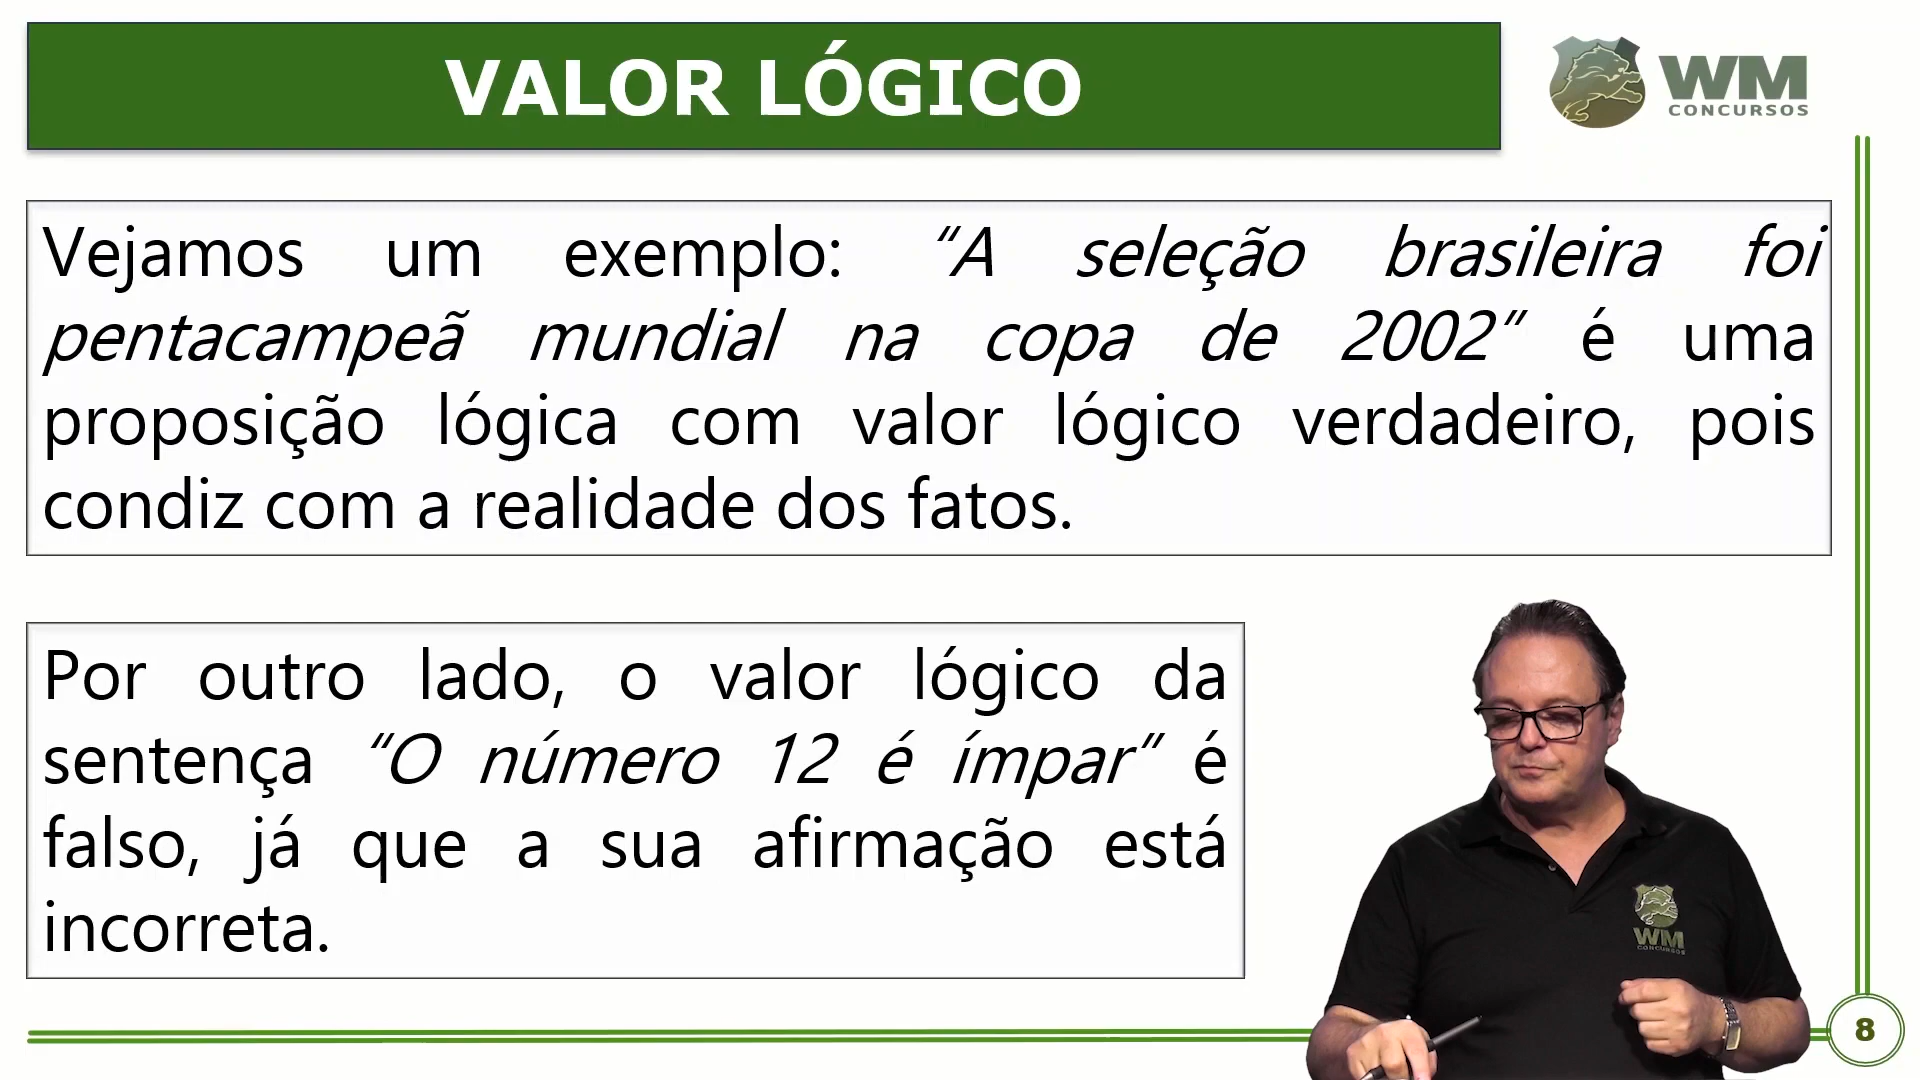 VALOR LÓGICO
WM
CONCURSOS
Vejamos um exemplo: “A seleção brasileira foi
pentacampeã mundial na copa de 2002” é uma
proposição lógica com valor lógico verdadeiro, pois
condiz com a realidade dos fatos.
Por outro lado, o valor lógico da
sentença “O número 12 é ímpar” é
falso, já que a sua afirmação está
incorreta.
WM
CONCURSOS
8